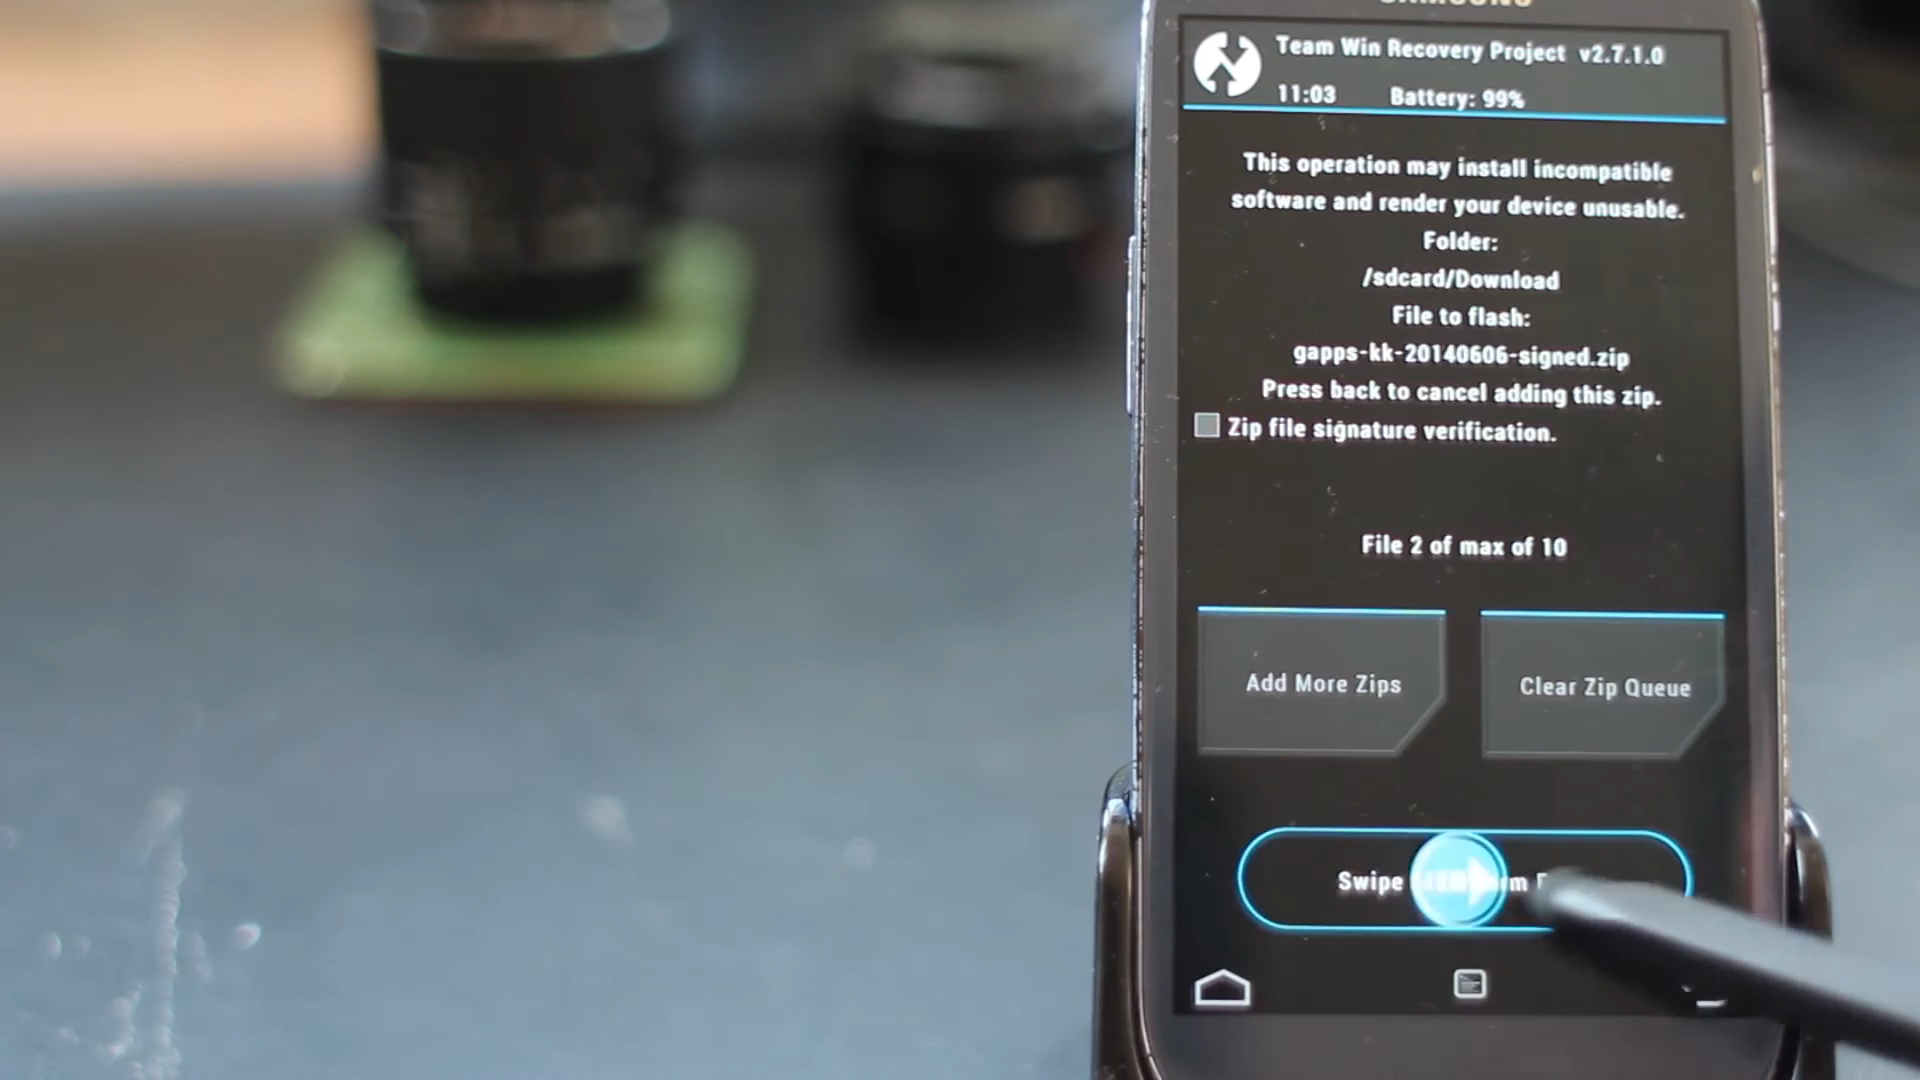 SAMSUNG
Team Win Recovery Project v2.7.1.0
11:03 Battery: 99%
This operation may install incompatible
software and render your device unusable.
Folder:
/sdcard/Download
File to flash:
gapps-kk-20140606-signed.zip
Press back to cancel adding this zip.
Zip file signature verification.
File 2 of max of 10
Add More Zips
Clear Zip Queue
Swipe